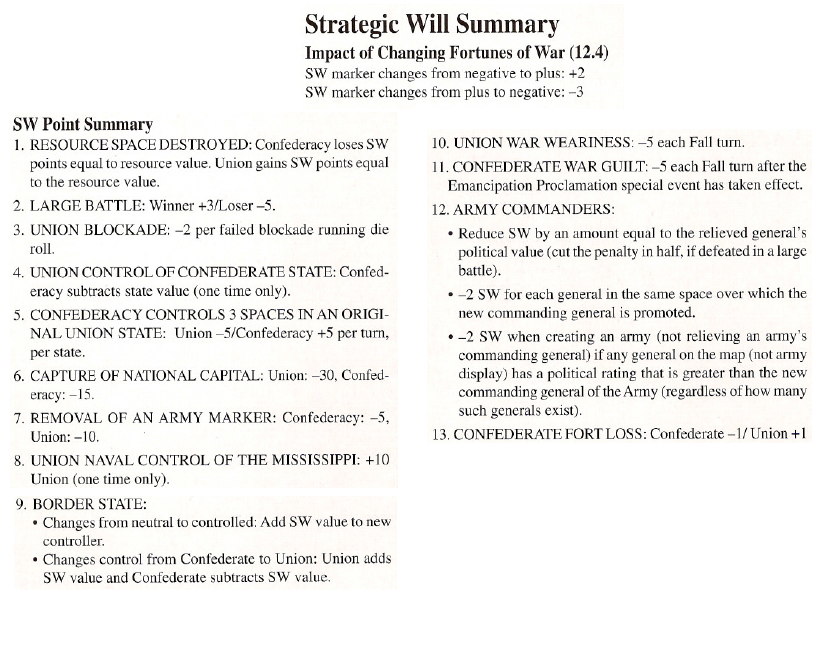 Strategic Will Summary
Impact of Changing Fortunes of War (12.4)
SW marker changes from negative to plus: +2
SW marker changes from plus to negative: –3
SW Point Summary
1. RESOURCE SPACE DESTROYED: Confederacy loses SW
points equal to resource value. Union gains SW points equal
to the resource value.
2. LARGE BATTLE: Winner +3/Loser –5.
3. UNION BLOCKADE: –2 per failed blockade running die
roll.
4. UNION CONTROL OF CONFEDERATE STATE: Confed-
eracy subtracts state value (one time only).
5. CONFEDERACY CONTROLS 3 SPACES IN AN ORIGI-
NAL UNION STATE: Union –5/Confederacy +5 per turn,
per state.
6. CAPTURE OF NATIONAL CAPITAL: Union: –30, Confed-
eracy: –15.
7. REMOVAL OF AN ARMY MARKER: Confederacy: –5,
Union: –10.
8. UNION NAVAL CONTROL OF THE MISSISSIPPI: +10
Union (one time only).
9. BORDER STATE:
• Changes from neutral to controlled: Add SW value to new
controller.
• Changes control from Confederate to Union: Union adds
SW value and Confederate subtracts SW value.
10. UNION WAR WEARINESS: –5 each Fall turn.
11. CONFEDERATE WAR GUILT: –5 each Fall turn after the
Emancipation Proclamation special event has taken effect.
12. ARMY COMMANDERS:
• Reduce SW by an amount equal to the relieved general's
political value (cut the penalty in half, if defeated in a large
battle).
• –2 SW for each general in the same space over which the
new commanding general is promoted.
• –2 SW when creating an army (not relieving an army's
commanding general) if any general on the map (not army
display) has a political rating that is greater than the new
commanding general of the Army (regardless of how many
such generals exist).
13. CONFEDERATE FORT LOSS: Confederate –1/ Union +1